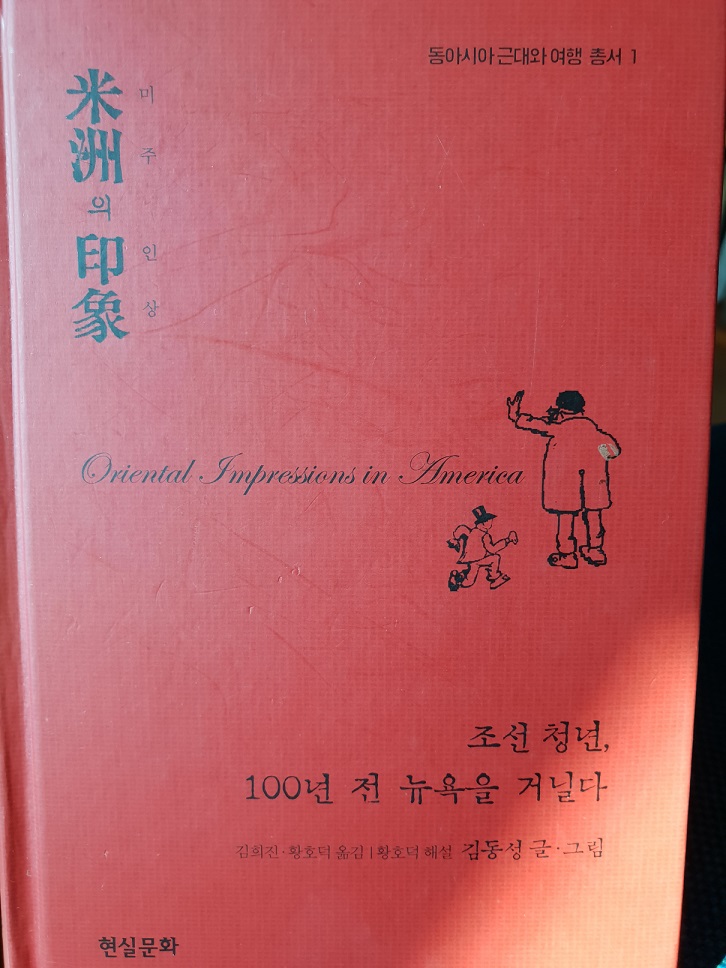 동아시아 근대와 여행 총서 1
米洲의 印象
미주 인상
Oriental Impressions in America
조선 청년,
100년 전 뉴욕을 거닐다
김희진·황호덕 옮김 | 황호덕 해설 김동성 글·그림
현실문화